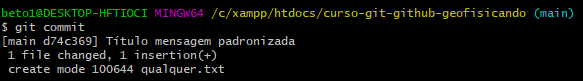 beto1@DESKTOP-HFTIOCI MINGW64 /c/xampp/htdocs/curso-git-github-geofisicando (main)
$ git commit
[main d74c369] Título mensagem padronizada
 1 file changed, 1 insertion(+)
 create mode 100644 qualquer.txt